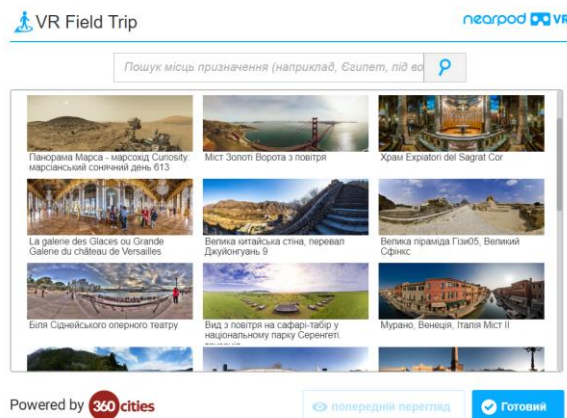 VR Field Trip
nearpod VR
Пошук місць призначення (наприклад, Єгипет, під во
Панорама Марса - марсохід Curiosity:
марсіанський сонячний день 613
Міст Золоті Ворота з повітря
Храм Expiatori del Sagrat Cor
La galerie des Glaces ou Grande
Galerie du château de Versailles
Велика китайська стіна, перевал
Джуйонгуань 9
Велика піраміда Гізи05, Великий
Сфінкс
Біля Сіднейського оперного театру
Вид з повітря на сафарі-табір у
національному парку Серенгеті.
Мурано, Венеція, Італія Міст II
Powered by 360 cities
попередній перегляд
Готовий